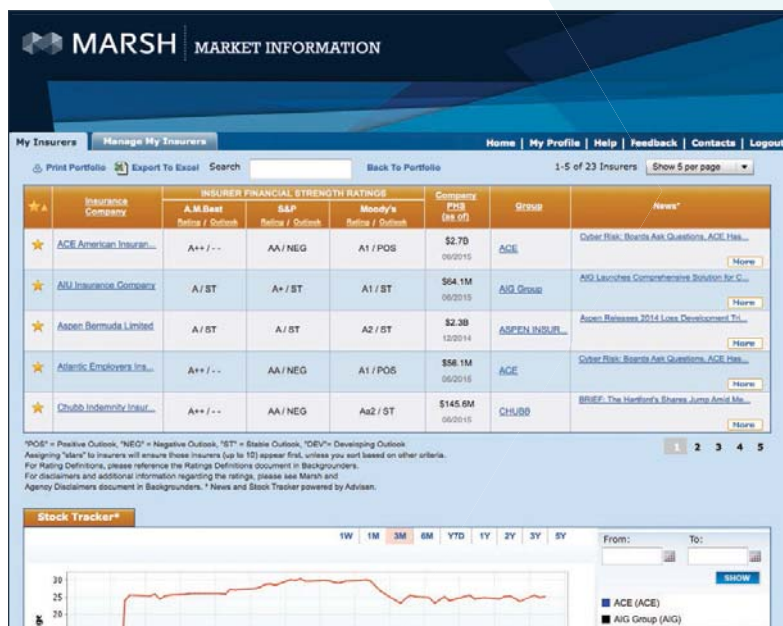 MARSH MARKET INFORMATION
My Insurers Manage My Insurers Home | My Profile | Help | Feedback | Contacts | Logout
Print Portfolio Export To Excel Search Back To Portfolio 1-5 of 23 Insurers Show 5 per page
Insurance Company INSURER FINANCIAL STRENGTH RATINGS Company PHS (as of) Group News*
A.M.Best S&P Moody's
Rating / Outlook Rating / Outlook Rating / Outlook
ACE American Insuran... A++ / - - AA / NEG A1 / POS $2.7B 06/2015 ACE Cyber Risk: Boards Ask Questions, ACE Has...
More
AIU Insurance Company A / ST A+ / ST A1 / ST $64.1M 06/2015 AIG Group AIG Launches Comprehensive Solution for C...
More
Aspen Bermuda Limited A / ST A / ST A2 / ST $2.3B 12/2014 ASPEN INSUR... Aspen Releases 2014 Loss Development Tri...
More
Atlantic Employers Ins... A++ / - - AA / NEG A1 / POS $56.1M 06/2015 ACE Cyber Risk: Boards Ask Questions, ACE Has...
More
Chubb Indemnity Insur... A++ / - - AA / NEG Aa2 / ST $145.6M 06/2015 CHUBB BRIEF: The Hartford's Shares Jump Amid Me...
More
"POS" = Positive Outlook, "NEG" = Negative Outlook, "ST" = Stable Outlook, "DEV"= Developing Outlook
1 2 3 4 5
Assigning "stars" to insurers will ensure those insurers (up to 10) appear first, unless you sort based on other criteria.
For Rating Definitions, please reference the Ratings Definitions document in Backgrounders.
For disclaimers and additional information regarding the ratings, please see Marsh and
Agency Disclaimers document in Backgrounders. * News and Stock Tracker powered by Advisen.
Stock Tracker*
1W 1M 3M 6M YTD 1Y 2Y 3Y 5Y
From: To:
SHOW
30
25
20
ACE (ACE)
AIG Group (AIG)